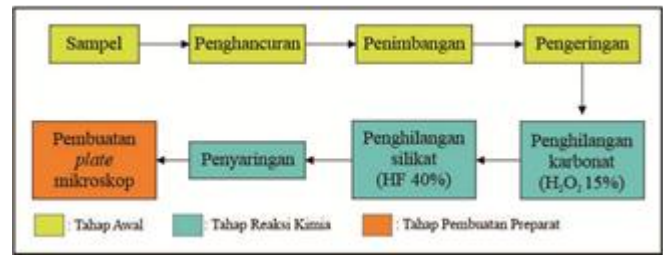 Sampel
Penghancuran
Penimbangan
Pengeringan
Penghilangan
karbonat
(H₂O₂ 15%)
Penghilangan
silikat
(HF 40%)
Penyaringan
Pembuatan
plate
mikroskop
: Tahap Awal
: Tahap Reaksi Kimia
: Tahap Pembuatan Preparat